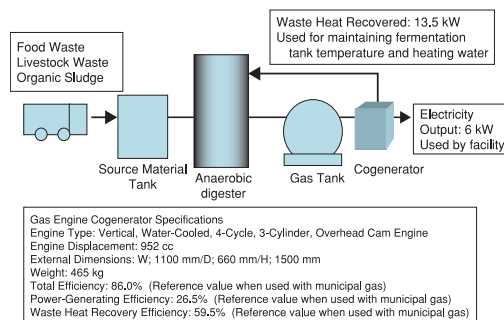 Food Waste
Livestock Waste
Organic Sludge
Waste Heat Recovered: 13.5 kW
Used for maintaining fermentation
tank temperature and heating water
Electricity
Output: 6 kW
Used by facility
Source Material
Tank
Anaerobic
digester
Gas Tank
Cogenerator
Gas Engine Cogenerator Specifications
Engine Type: Vertical, Water-Cooled, 4-Cycle, 3-Cylinder, Overhead Cam Engine
Engine Displacement: 952 cc
External Dimensions: W; 1100 mm/D; 660 mm/H; 1500 mm
Weight: 465 kg
Total Efficiency: 86.0% (Reference value when used with municipal gas)
Power-Generating Efficiency: 26.5% (Reference value when used with municipal gas)
Waste Heat Recovery Efficiency: 59.5% (Reference value when used with municipal gas)